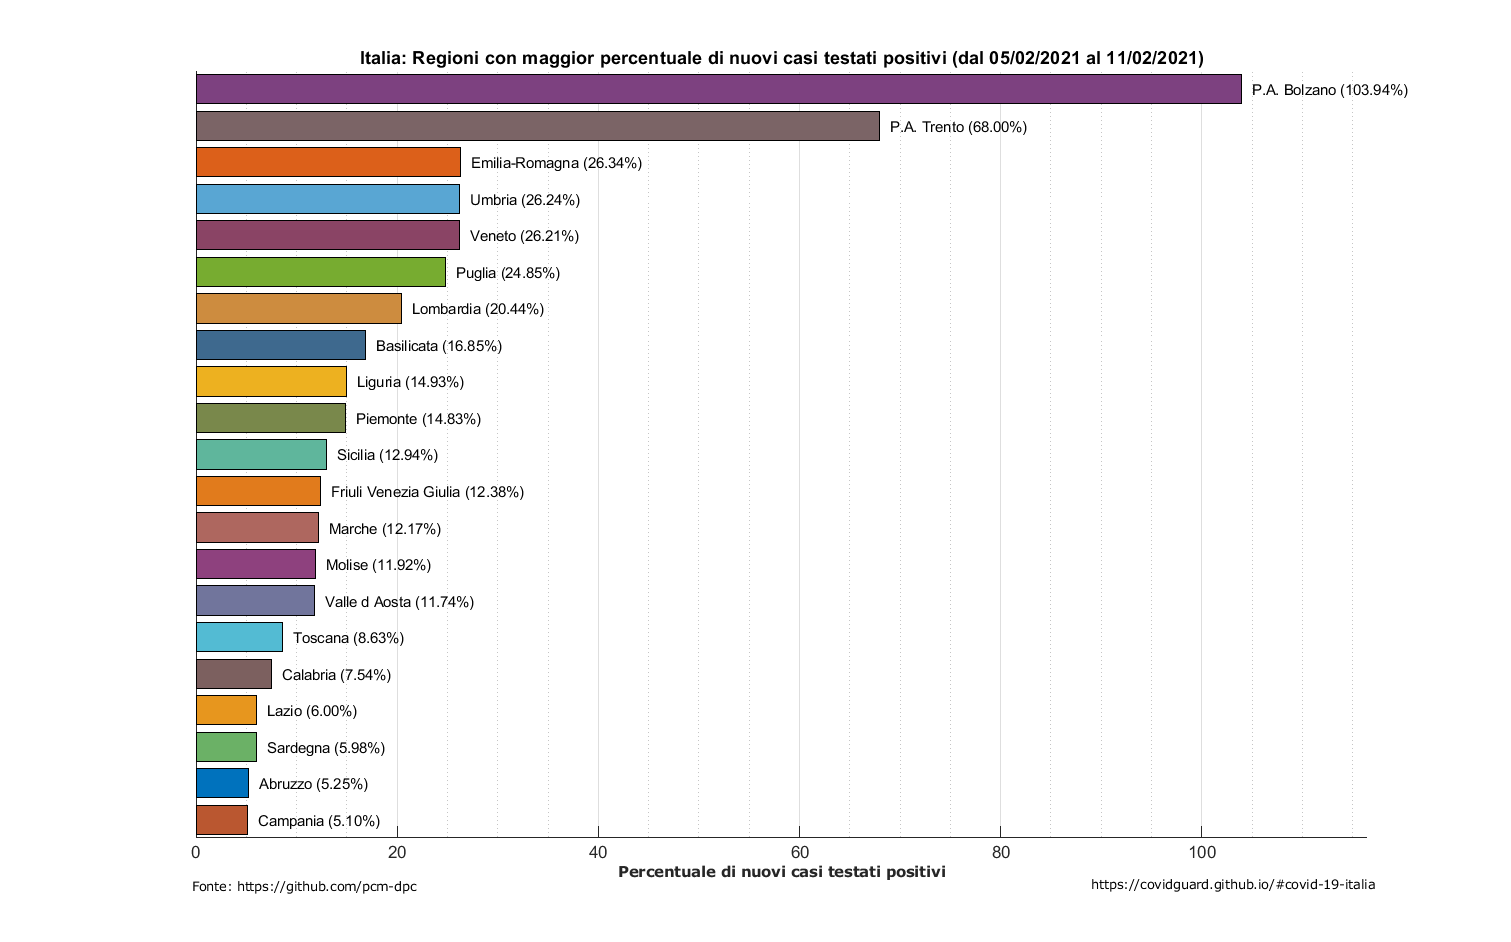 Italia: Regioni con maggior percentuale di nuovi casi testati positivi (dal 05/02/2021 al 11/02/2021)
P.A. Bolzano (103.94%)
P.A. Trento (68.00%)
Emilia-Romagna (26.34%)
Umbria (26.24%)
Veneto (26.21%)
Puglia (24.85%)
Lombardia (20.44%)
Basilicata (16.85%)
Liguria (14.93%)
Piemonte (14.83%)
Sicilia (12.94%)
Friuli Venezia Giulia (12.38%)
Marche (12.17%)
Molise (11.92%)
Valle d Aosta (11.74%)
Toscana (8.63%)
Calabria (7.54%)
Lazio (6.00%)
Sardegna (5.98%)
Abruzzo (5.25%)
Campania (5.10%)
0 20 40 60 80 100
Percentuale di nuovi casi testati positivi
Fonte: https://github.com/pcm-dpc
https://covidguard.github.io/#covid-19-italia